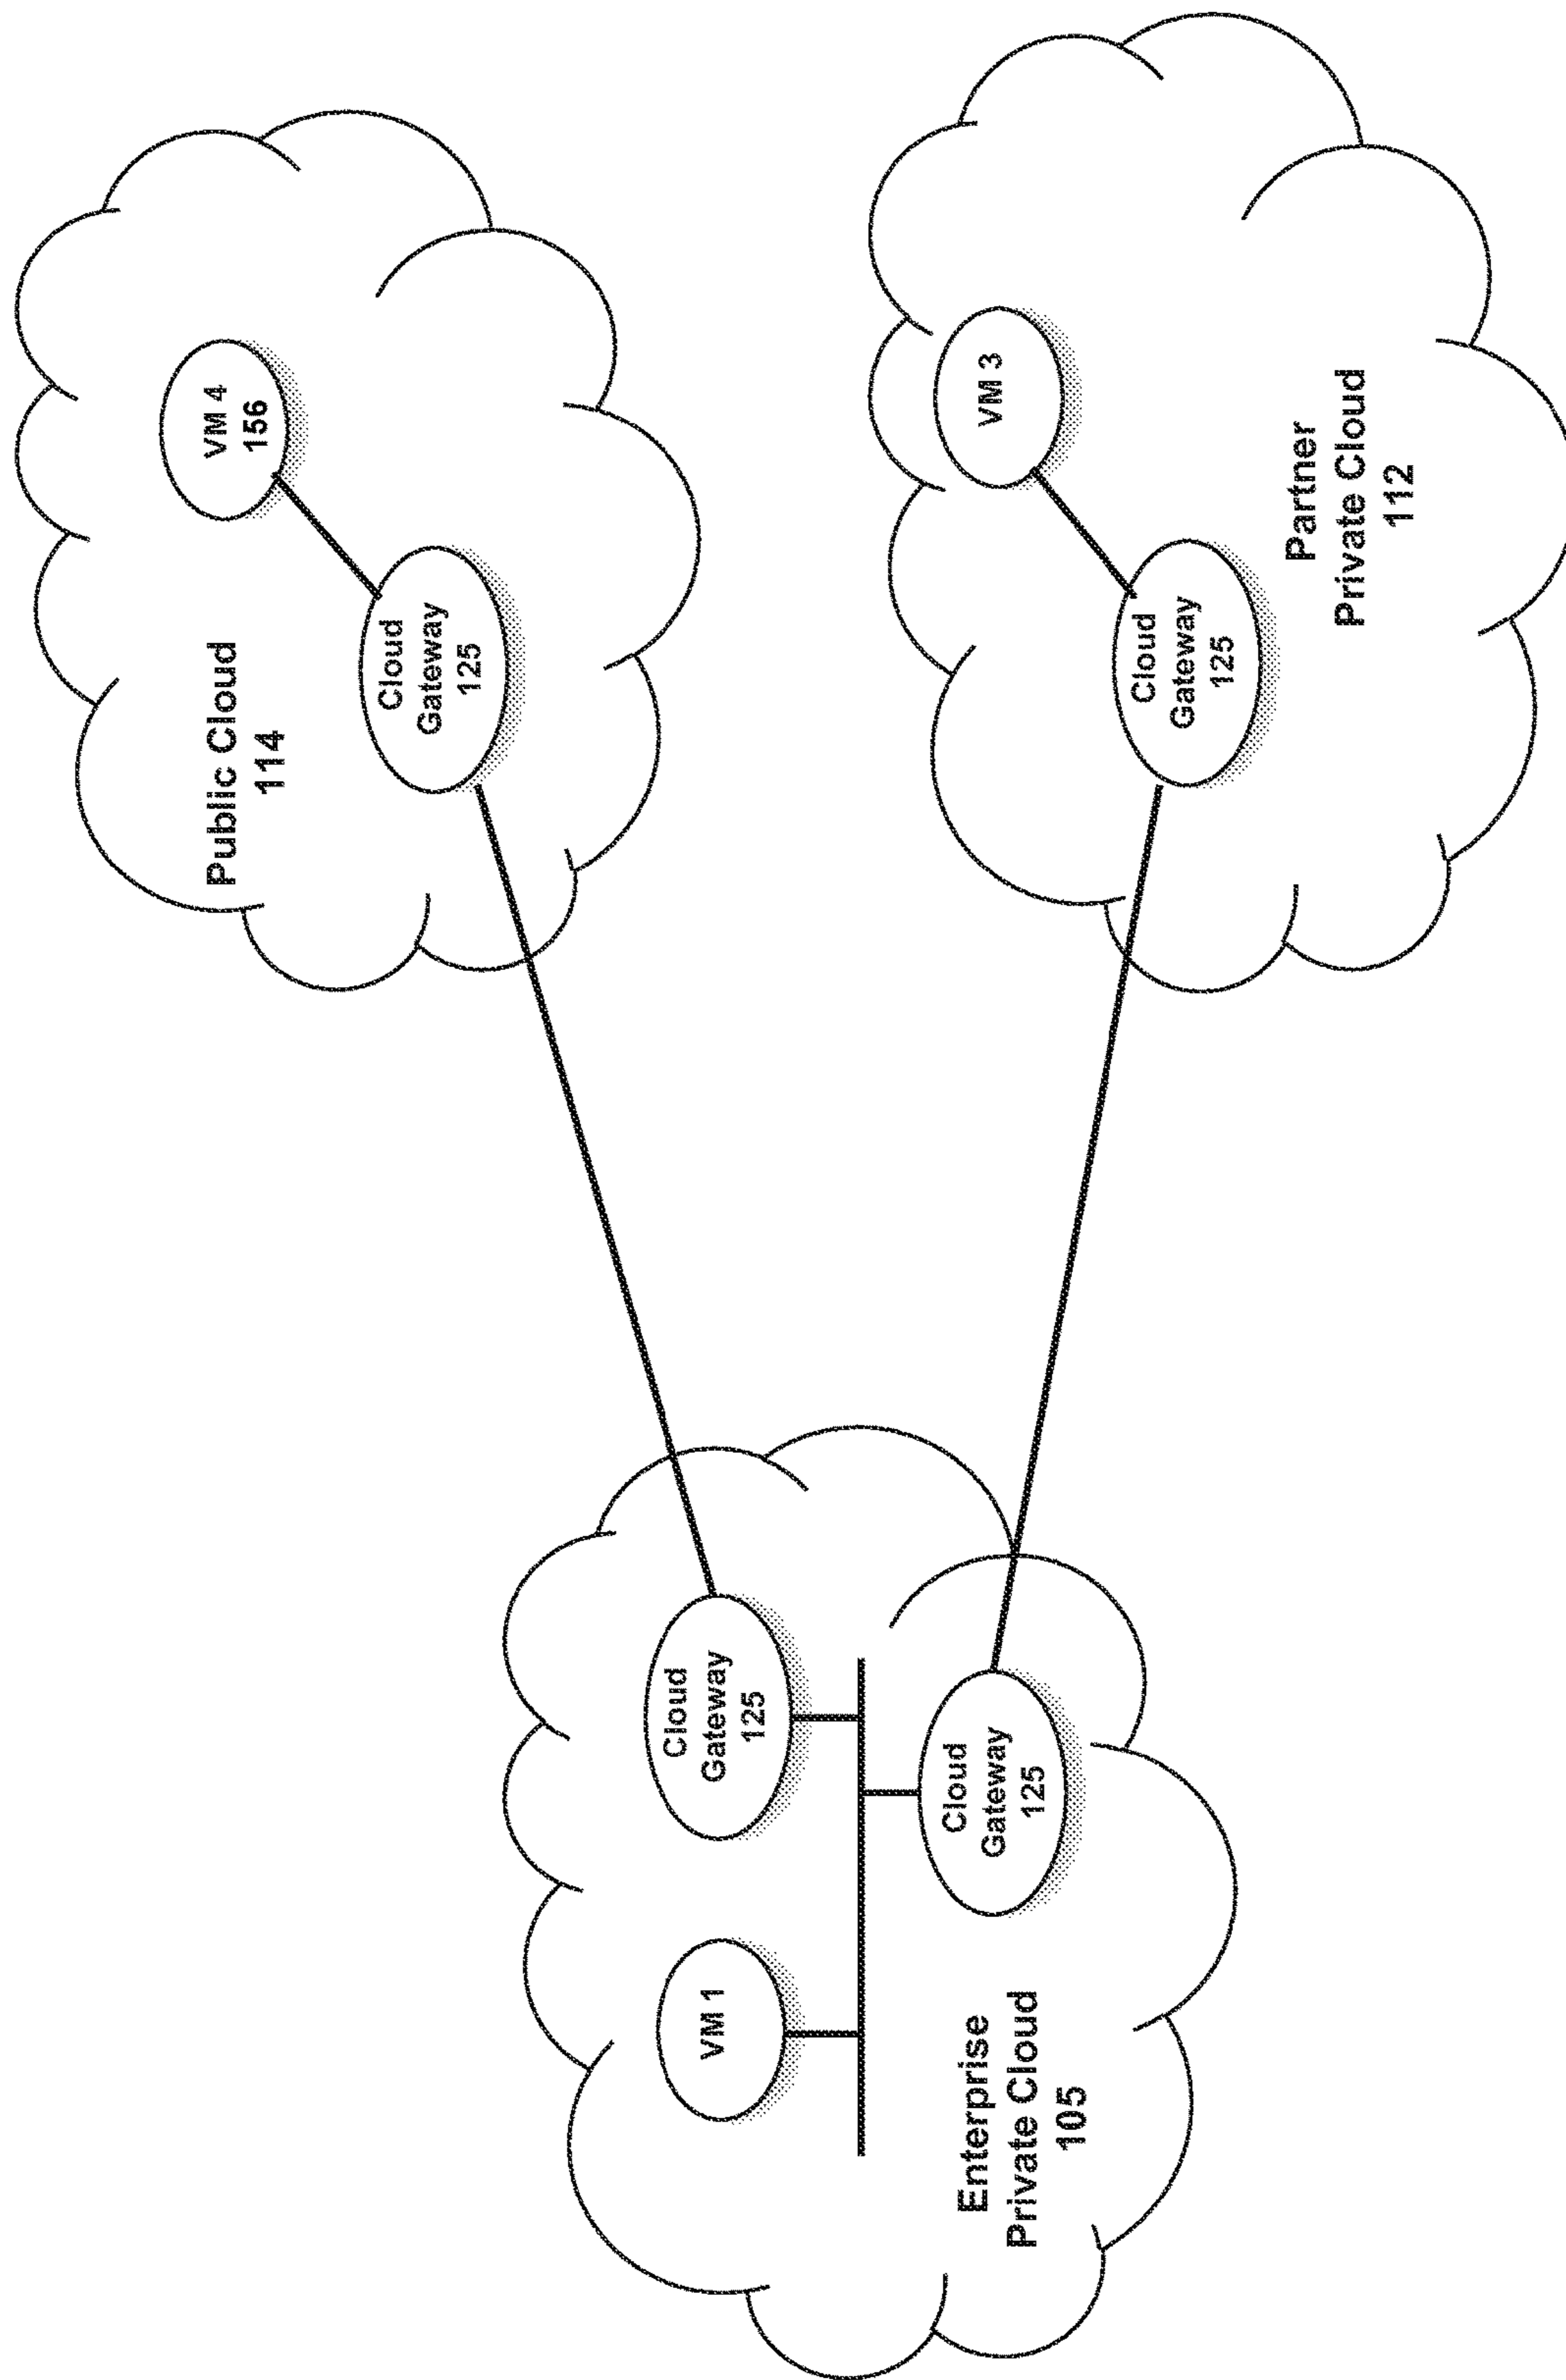 Public Cloud
114
VM 4
156
Cloud
Gateway
125
VM 1
Cloud
Gateway
125
Cloud
Gateway
125
Enterprise
Private Cloud
105
VM 3
Cloud
Gateway
125
Partner
Private Cloud
112